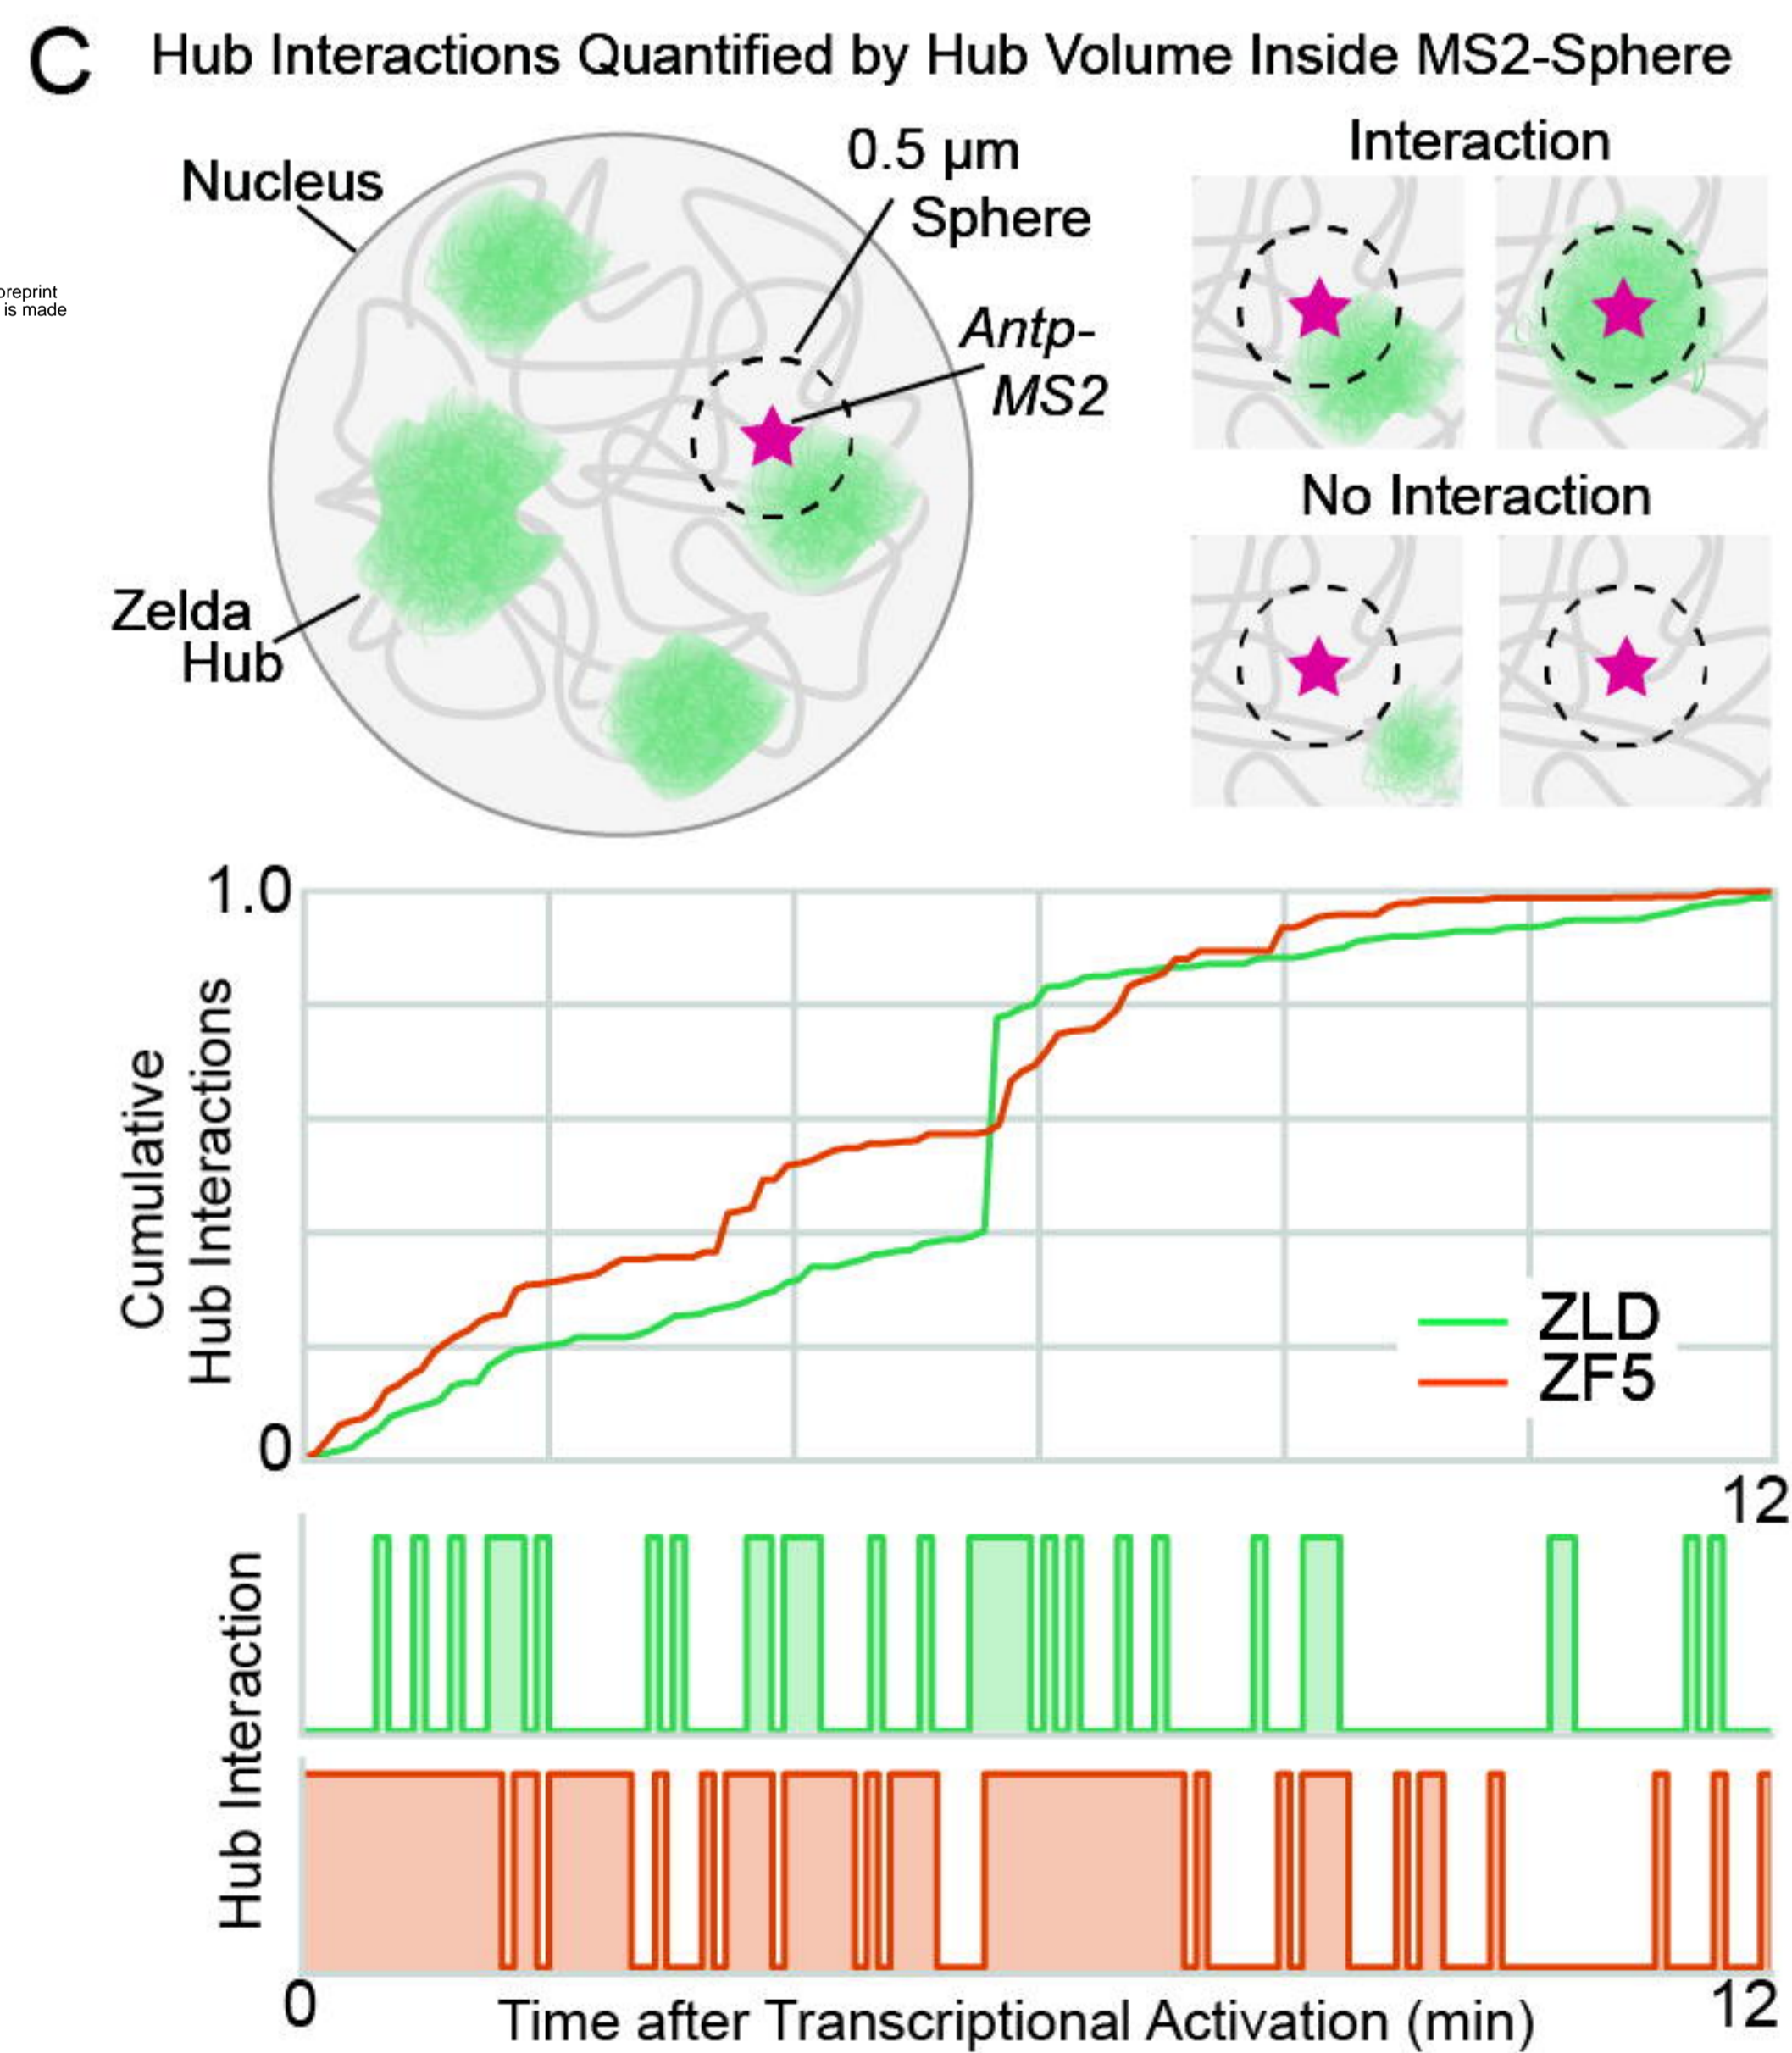 C Hub Interactions Quantified by Hub Volume Inside MS2-Sphere
Nucleus
0.5 µm
Sphere
Antp-
MS2
Zelda
Hub
Interaction
No Interaction
preprint
is made
1.0
0
Cumulative
Hub Interactions
ZLD
ZF5
12
Hub Interaction
0
12
Time after Transcriptional Activation (min)